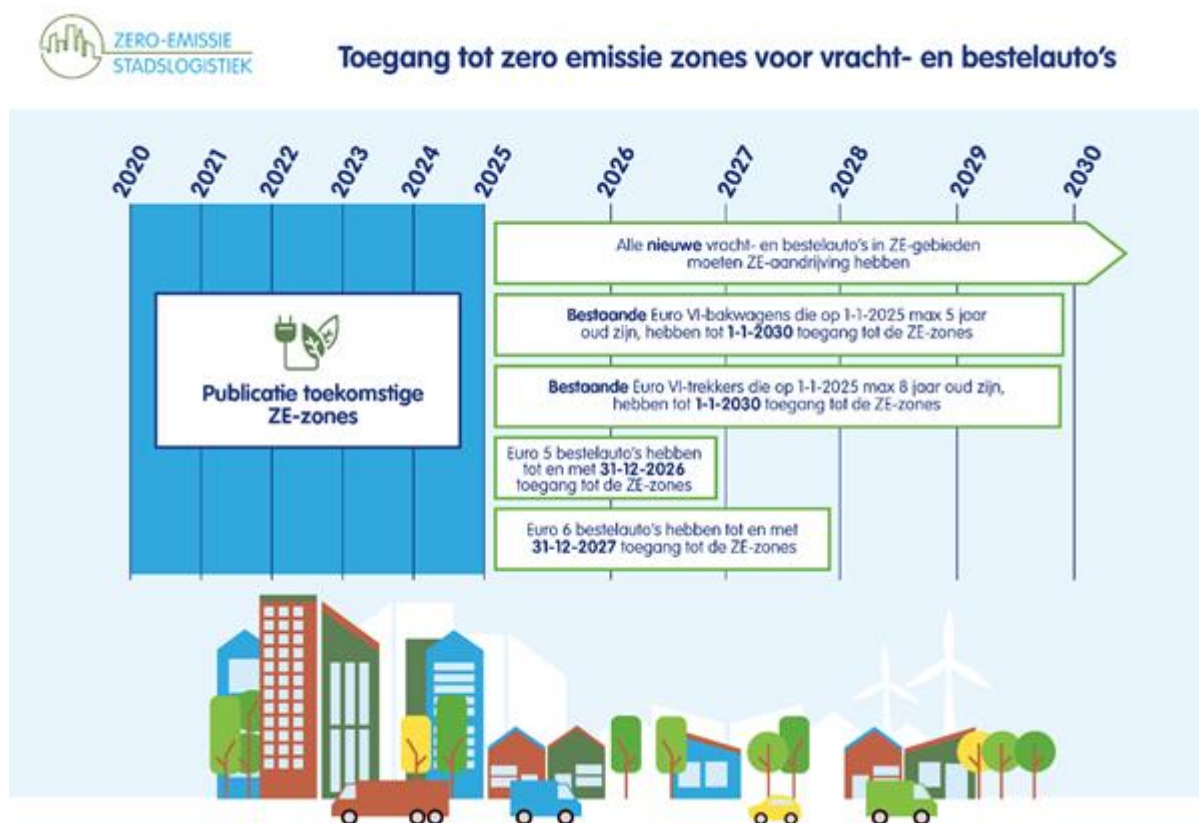 ZERO-EMISSIE
STADSLOGISTIEK
Toegang tot zero emissie zones voor vracht- en bestelauto's
2020
2021
2022
2023
2024
2025
2026
2027
2028
2029
2030
Alle nieuwe vracht- en bestelauto's in ZE-gebieden
moeten ZE-aandrijving hebben
Bestaande Euro VI-bakwagens die op 1-1-2025 max 5 jaar
oud zijn, hebben tot 1-1-2030 toegang tot de ZE-zones
Bestaande Euro VI-trekkers die op 1-1-2025 max 8 jaar oud zijn,
hebben tot 1-1-2030 toegang tot de ZE-zones
Publicatie toekomstige
ZE-zones
Euro 5 bestelauto's hebben
tot en met 31-12-2026
toegang tot de ZE-zones
Euro 6 bestelauto's hebben tot en met
31-12-2027 toegang tot de ZE-zones